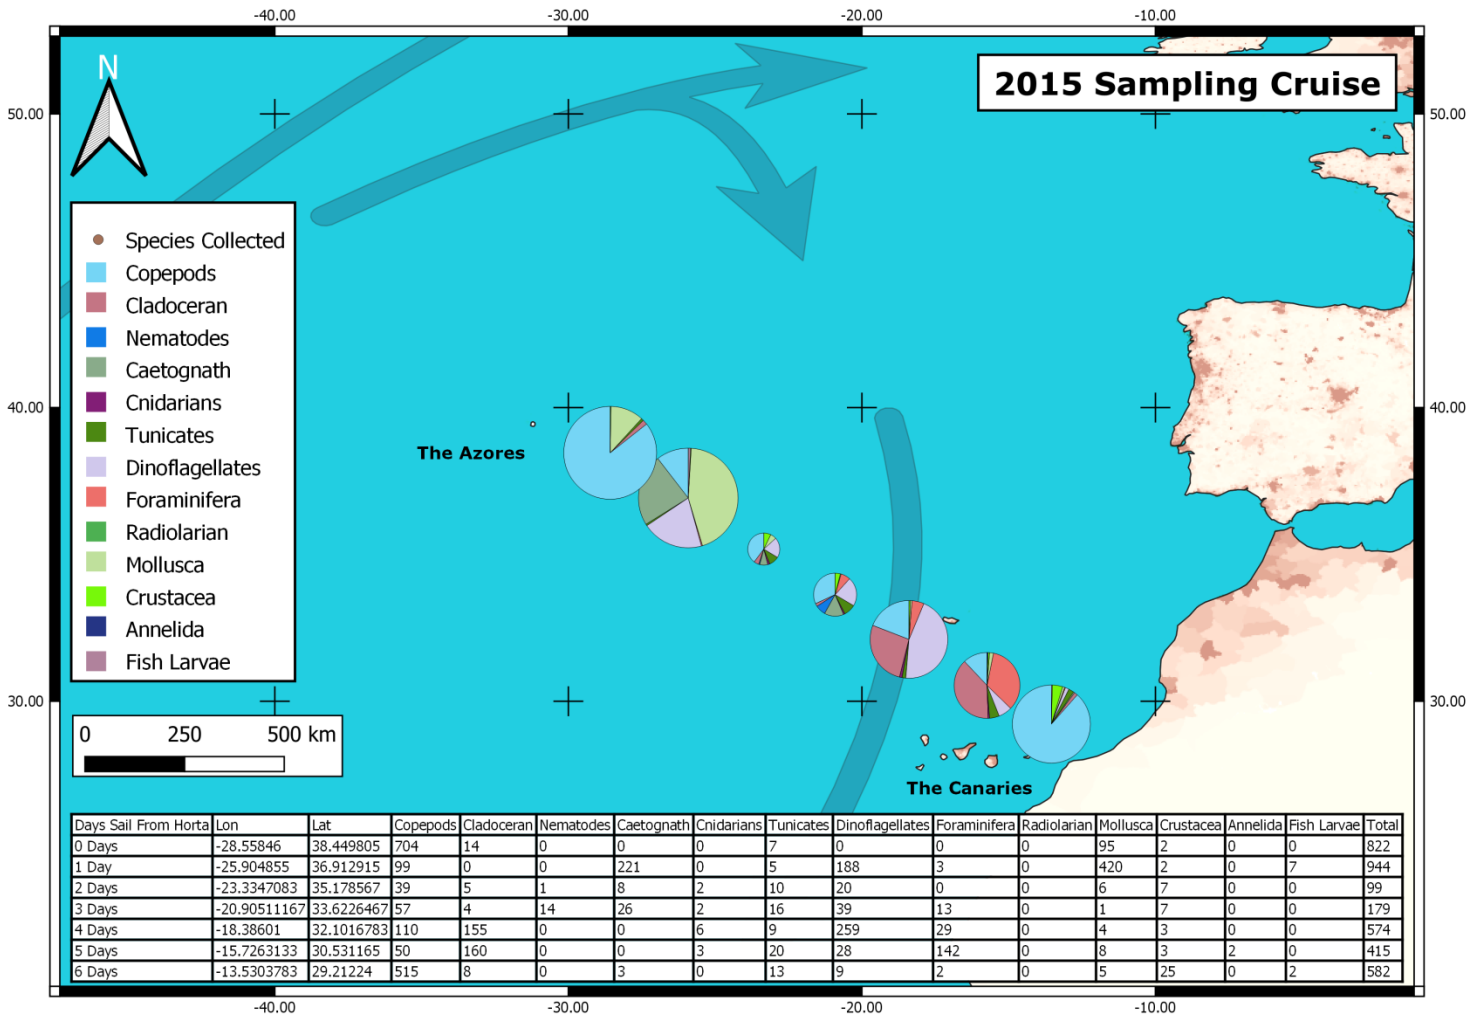 -40.00 -30.00 -20.00 -10.00
N
2015 Sampling Cruise
50.00 50.00
Species Collected
Copepods
Cladoceran
Nematodes
Caetognath
Cnidarians
Tunicates
Dinoflagellates
Foraminifera
Radiolarian
Mollusca
Crustacea
Annelida
Fish Larvae
40.00 40.00
The Azores
30.00 30.00
0 250 500 km
The Canaries
Days Sail From Horta Lon Lat Copepods Cladoceran Nematodes Caetognath Cnidarians Tunicates Dinoflagellates Foraminifera Radiolarian Mollusca Crustacea Annelida Fish Larvae Total
0 Days -28.55846 38.449805 704 14 0 0 0 7 0 0 0 95 2 0 0 822
1 Day -25.904855 36.912915 99 0 0 221 0 5 188 3 0 420 2 0 7 944
2 Days -23.3347083 35.178567 39 5 1 8 2 10 20 0 0 6 7 0 0 99
3 Days -20.90511167 33.6226467 57 4 14 26 2 16 39 13 0 1 7 0 0 179
4 Days -18.38601 32.1016783 110 155 0 0 6 9 259 29 0 4 3 0 0 574
5 Days -15.7263133 30.531165 50 160 0 0 3 20 28 142 0 8 3 2 0 415
6 Days -13.5303783 29.21224 515 8 0 3 0 13 9 2 0 5 25 0 2 582
-40.00 -30.00 -20.00 -10.00